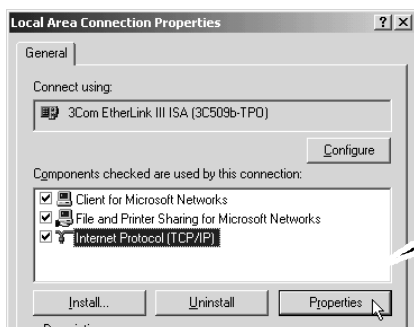 Local Area Connection Properties
General
Connect using:
3Com EtherLink III ISA (3C509b-TPO)
Configure
Components checked are used by this connection:
Client for Microsoft Networks
File and Printer Sharing for Microsoft Networks
Internet Protocol (TCP/IP)
Install... Uninstall Properties